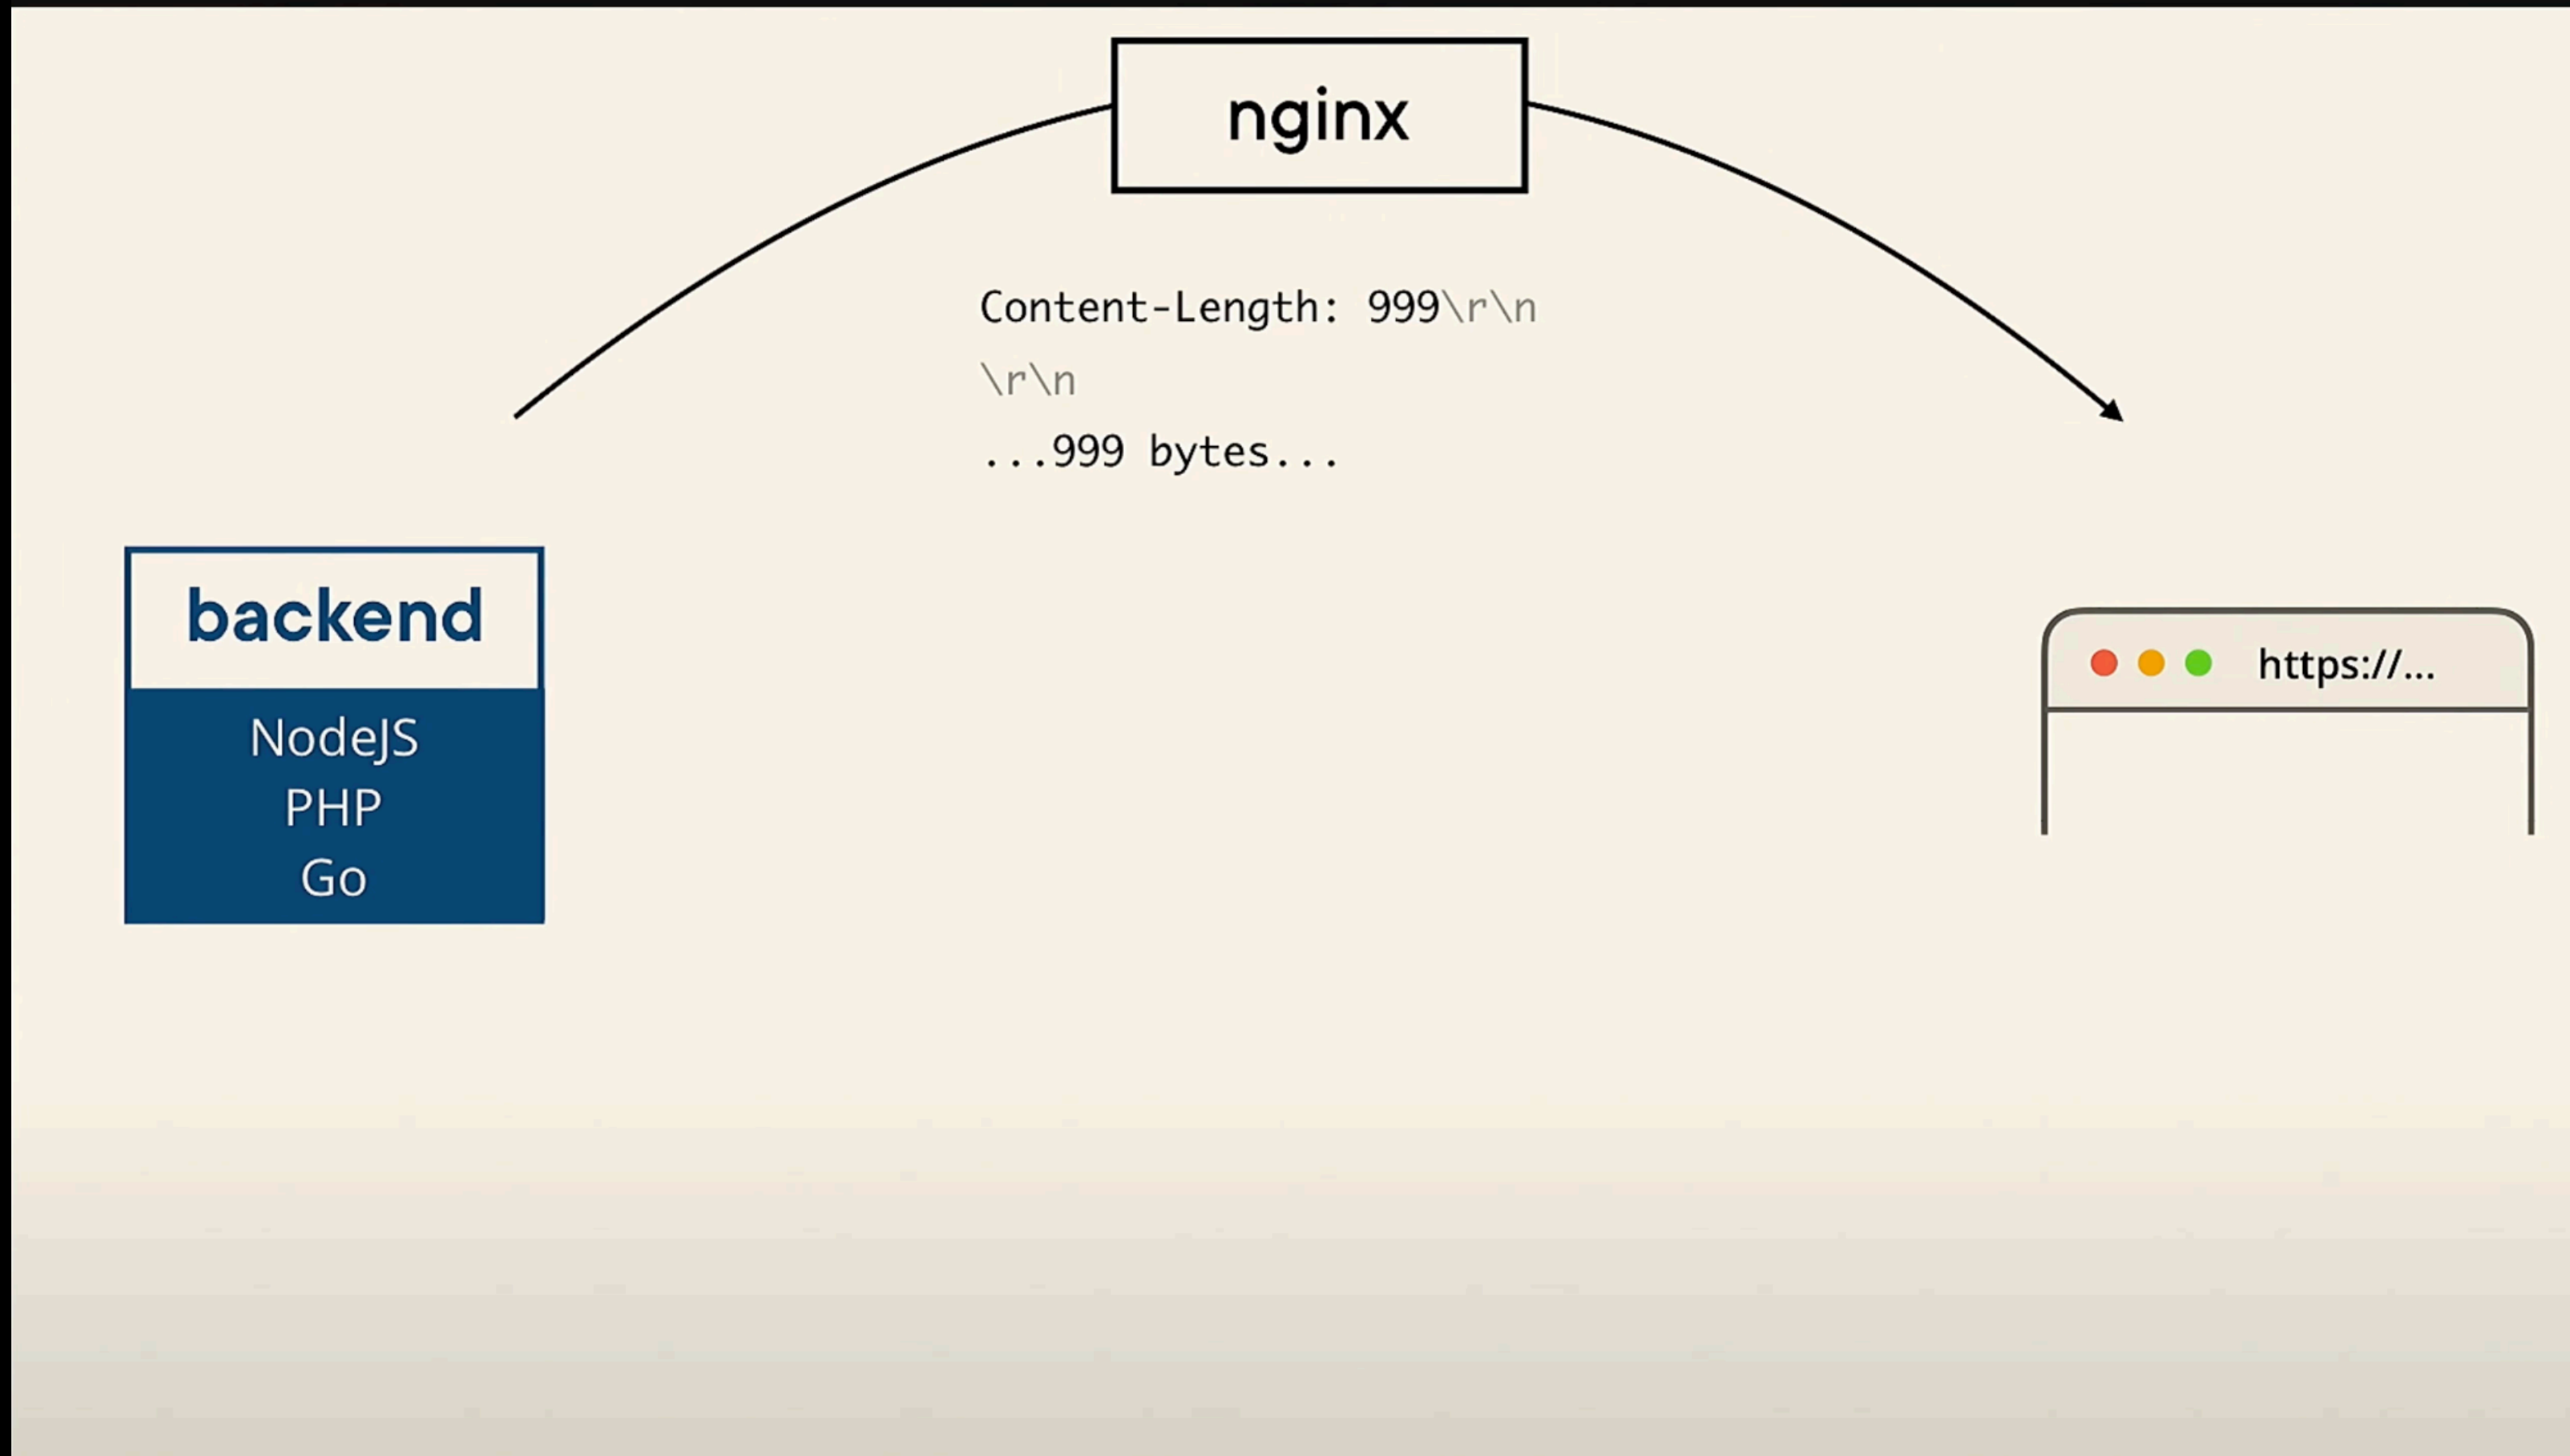 nginx
Content-Length: 999\r\n
\r\n
...999 bytes...
backend
NodeJS
PHP
Go
https://...